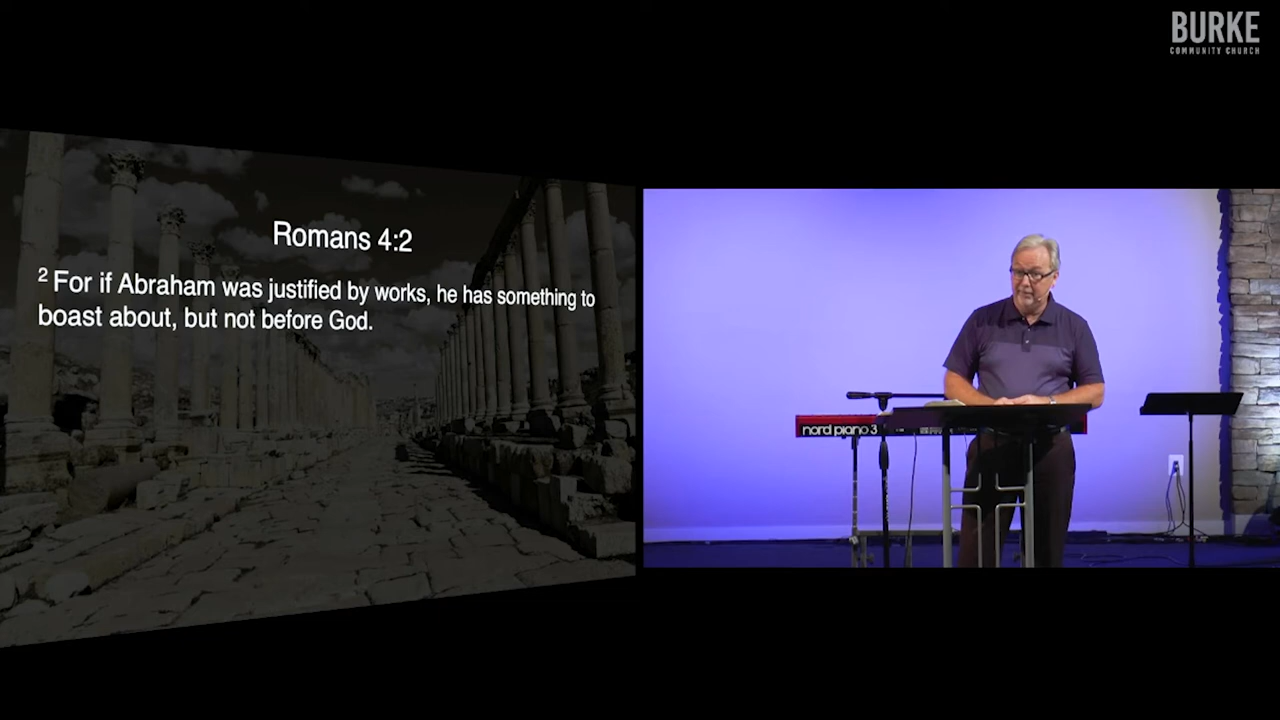 BURKE
COMMUNITY CHURCH
Romans 4:2
2 For if Abraham was justified by works, he has something to
boast about, but not before God.
nord piano 3